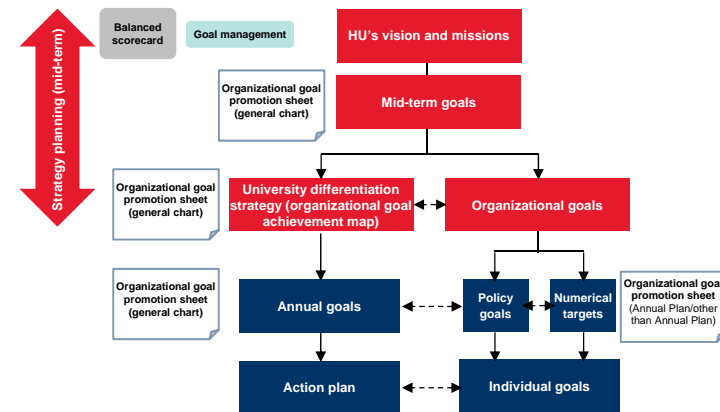 Strategy planning (mid-term)
Balanced
scorecard
Goal management
HU's vision and missions
Organizational goal
promotion sheet
(general chart)
Mid-term goals
Organizational goal
promotion sheet
(general chart)
University differentiation
strategy (organizational goal
achievement map)
Organizational goals
Organizational goal
promotion sheet
(general chart)
Annual goals
Policy
goals
Numerical
targets
Organizational goal
promotion sheet
(Annual Plan/other
than Annual Plan)
Action plan
Individual goals